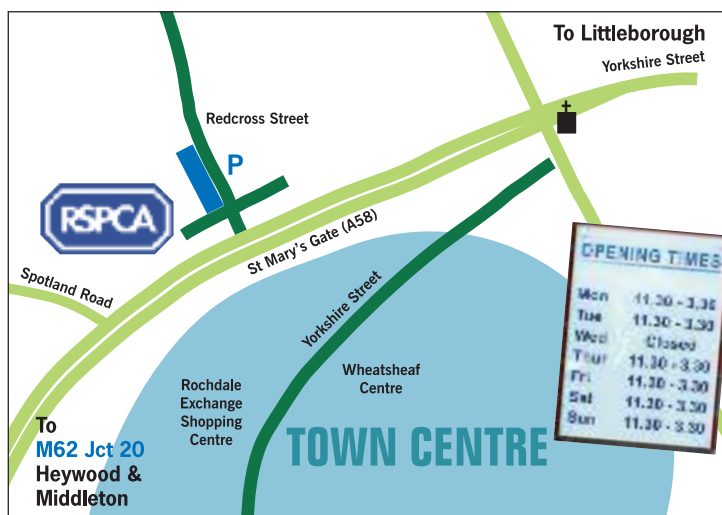 To Littleborough
Yorkshire Street
Redcross Street
P
RSPCA
St Mary's Gate (A58)
Spotland Road
Yorkshire Street
Wheatsheaf
Centre
Rochdale
Exchange
Shopping
Centre
TOWN CENTRE
To
M62 Jct 20
Heywood &
Middleton
OPENING TIMES
Mon 11.30 - 3.30
Tue 11.30 - 3.30
Wed Closed
Thur 11.30 - 3.30
Fri 11.30 - 3.30
Sat 11.30 - 3.30
Sun 11.30 - 3.30